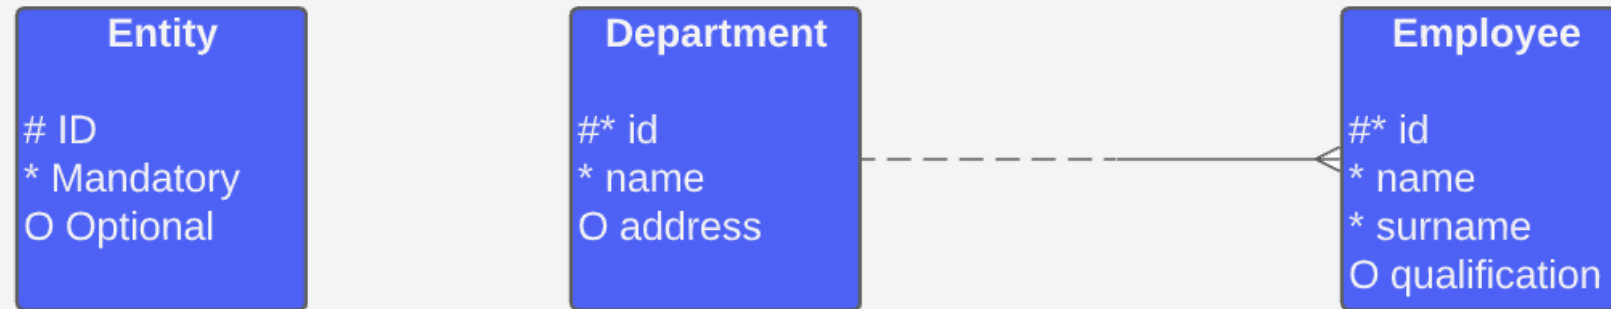 Entity
# ID
* Mandatory
O Optional
Department
#* id
* name
O address
Employee
#* id
* name
* surname
O qualification